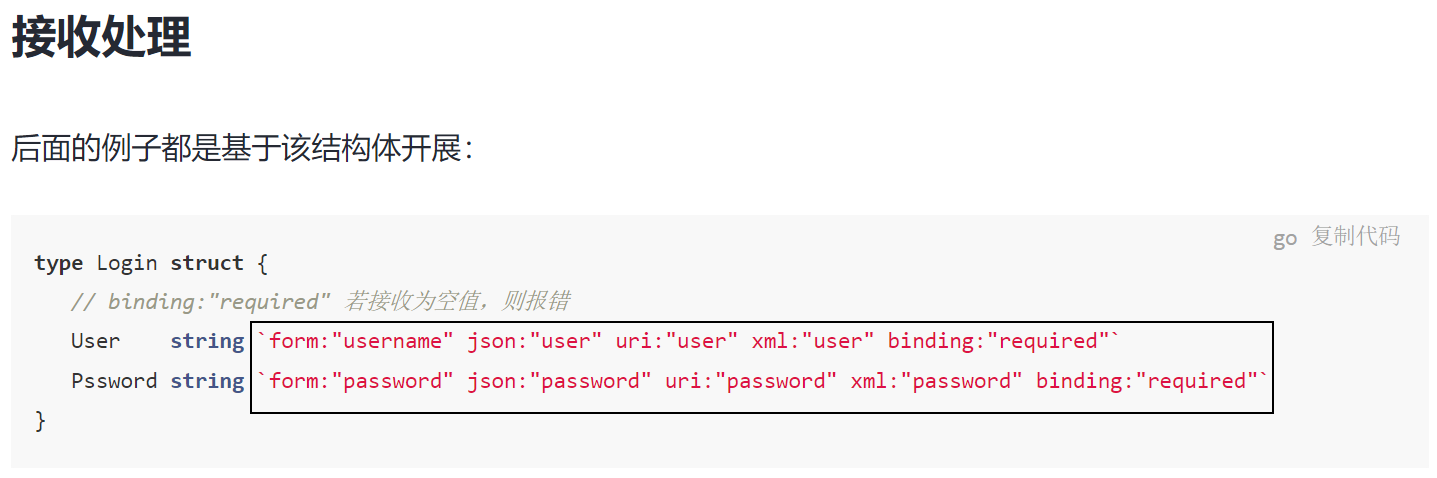 接收处理
后面的例子都是基于该结构体开展：
go 复制代码
type Login struct {
// binding:"required" 若接收为空值，则报错
User string `form:"username" json:"user" uri:"user" xml:"user" binding:"required"`
Pssword string `form:"password" json:"password" uri:"password" xml:"password" binding:"required"`
}